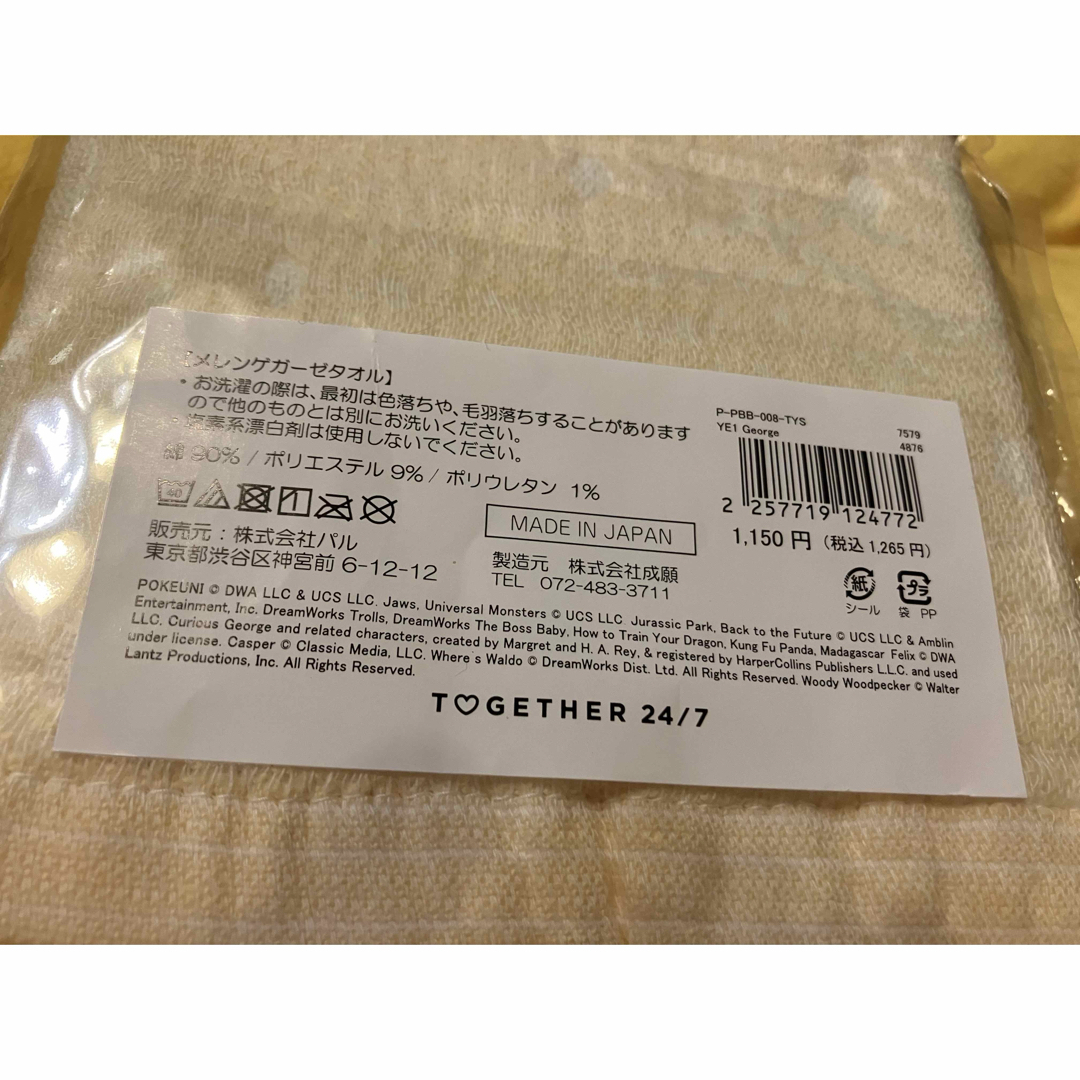 【メレンゲガーゼタオル】
・お洗濯の際は、最初は色落ちや、毛羽落ちすることがあります
ので他のものとは別にお洗いください。
・塩素系漂白剤は使用しないでください。
綿 90% / ポリエステル 9% / ポリウレタン 1%
40
販売元：株式会社パル
東京都渋谷区神宮前 6-12-12
MADE IN JAPAN
製造元 株式会社成願
TEL 072-483-3711
P-PBB-008-TYS 7579
YE1 George 4876
2 257719 124772
1,150 円（税込 1,265 円）
紙 プラ
シール 袋 PP
POKEUNI © DWA LLC & UCS LLC. Jaws, Universal Monsters © UCS LLC. Jurassic Park, Back to the Future © UCS LLC & Amblin
Entertainment, Inc. DreamWorks Trolls, DreamWorks The Boss Baby, How to Train Your Dragon, Kung Fu Panda, Madagascar Felix © DWA
LLC. Curious George and related characters, created by Margret and H. A. Rey, & registered by HarperCollins Publishers L.L.C. and used
under license. Casper © Classic Media, LLC. Where`s Waldo © DreamWorks Dist. Ltd. All Rights Reserved. Woody Woodpecker © Walter
Lantz Productions, Inc. All Rights Reserved.
T♡GETHER 24/7